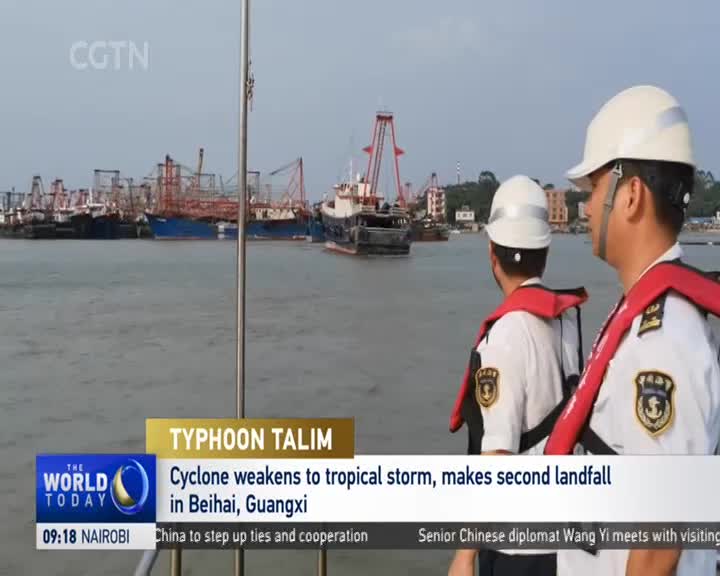 CGTN
TYPHOON TALIM
Cyclone weakens to tropical storm, makes second landfall
in Beihai, Guangxi
THE
WORLD
TODAY
09:18 NAIROBI
China to step up ties and cooperation Senior Chinese diplomat Wang Yi meets with visiting